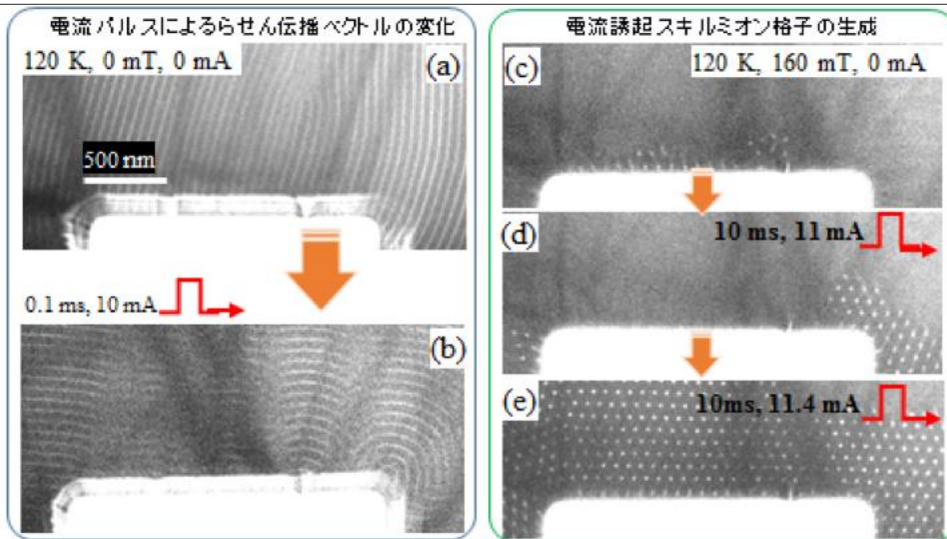 電流パルスによるらせん伝播ベクトルの変化
120 K, 0 mT, 0 mA
(a)
500 nm
0.1 ms, 10 mA
(b)
電流誘起スキルミオン格子の生成
(c)
120 K, 160 mT, 0 mA
(d)
10 ms, 11 mA
(e)
10ms, 11.4 mA